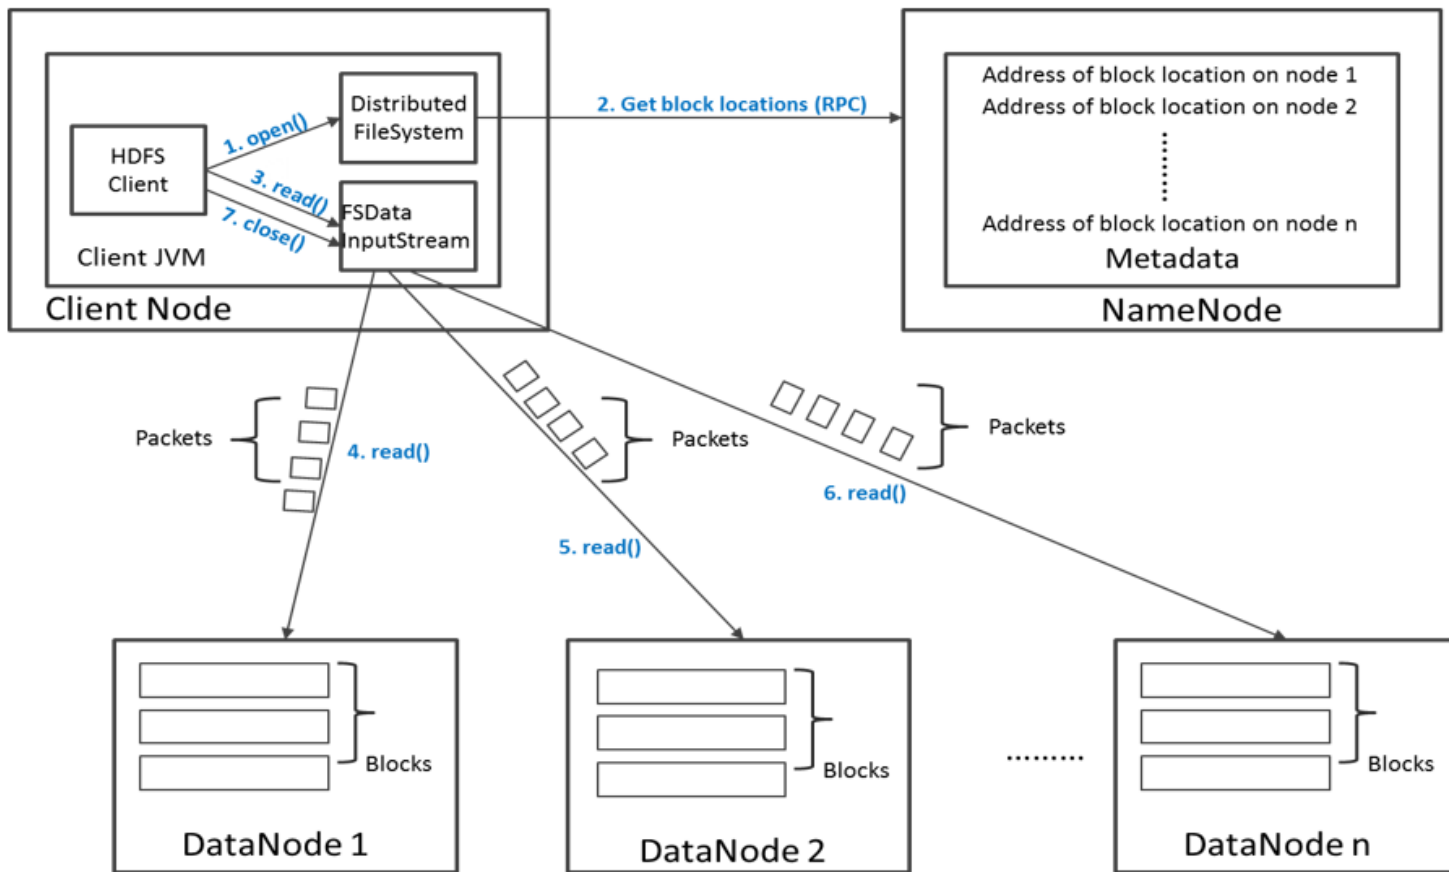 Distributed
FileSystem
HDFS
Client
1. open()
3. read()
7. close()
FSData
InputStream
Client JVM
Client Node
2. Get block locations (RPC)
Address of block location on node 1
Address of block location on node 2
Address of block location on node n
Metadata
NameNode
Packets
4. read()
Packets
5. read()
Packets
6. read()
Blocks
DataNode 1
Blocks
DataNode 2
.........
Blocks
DataNode n